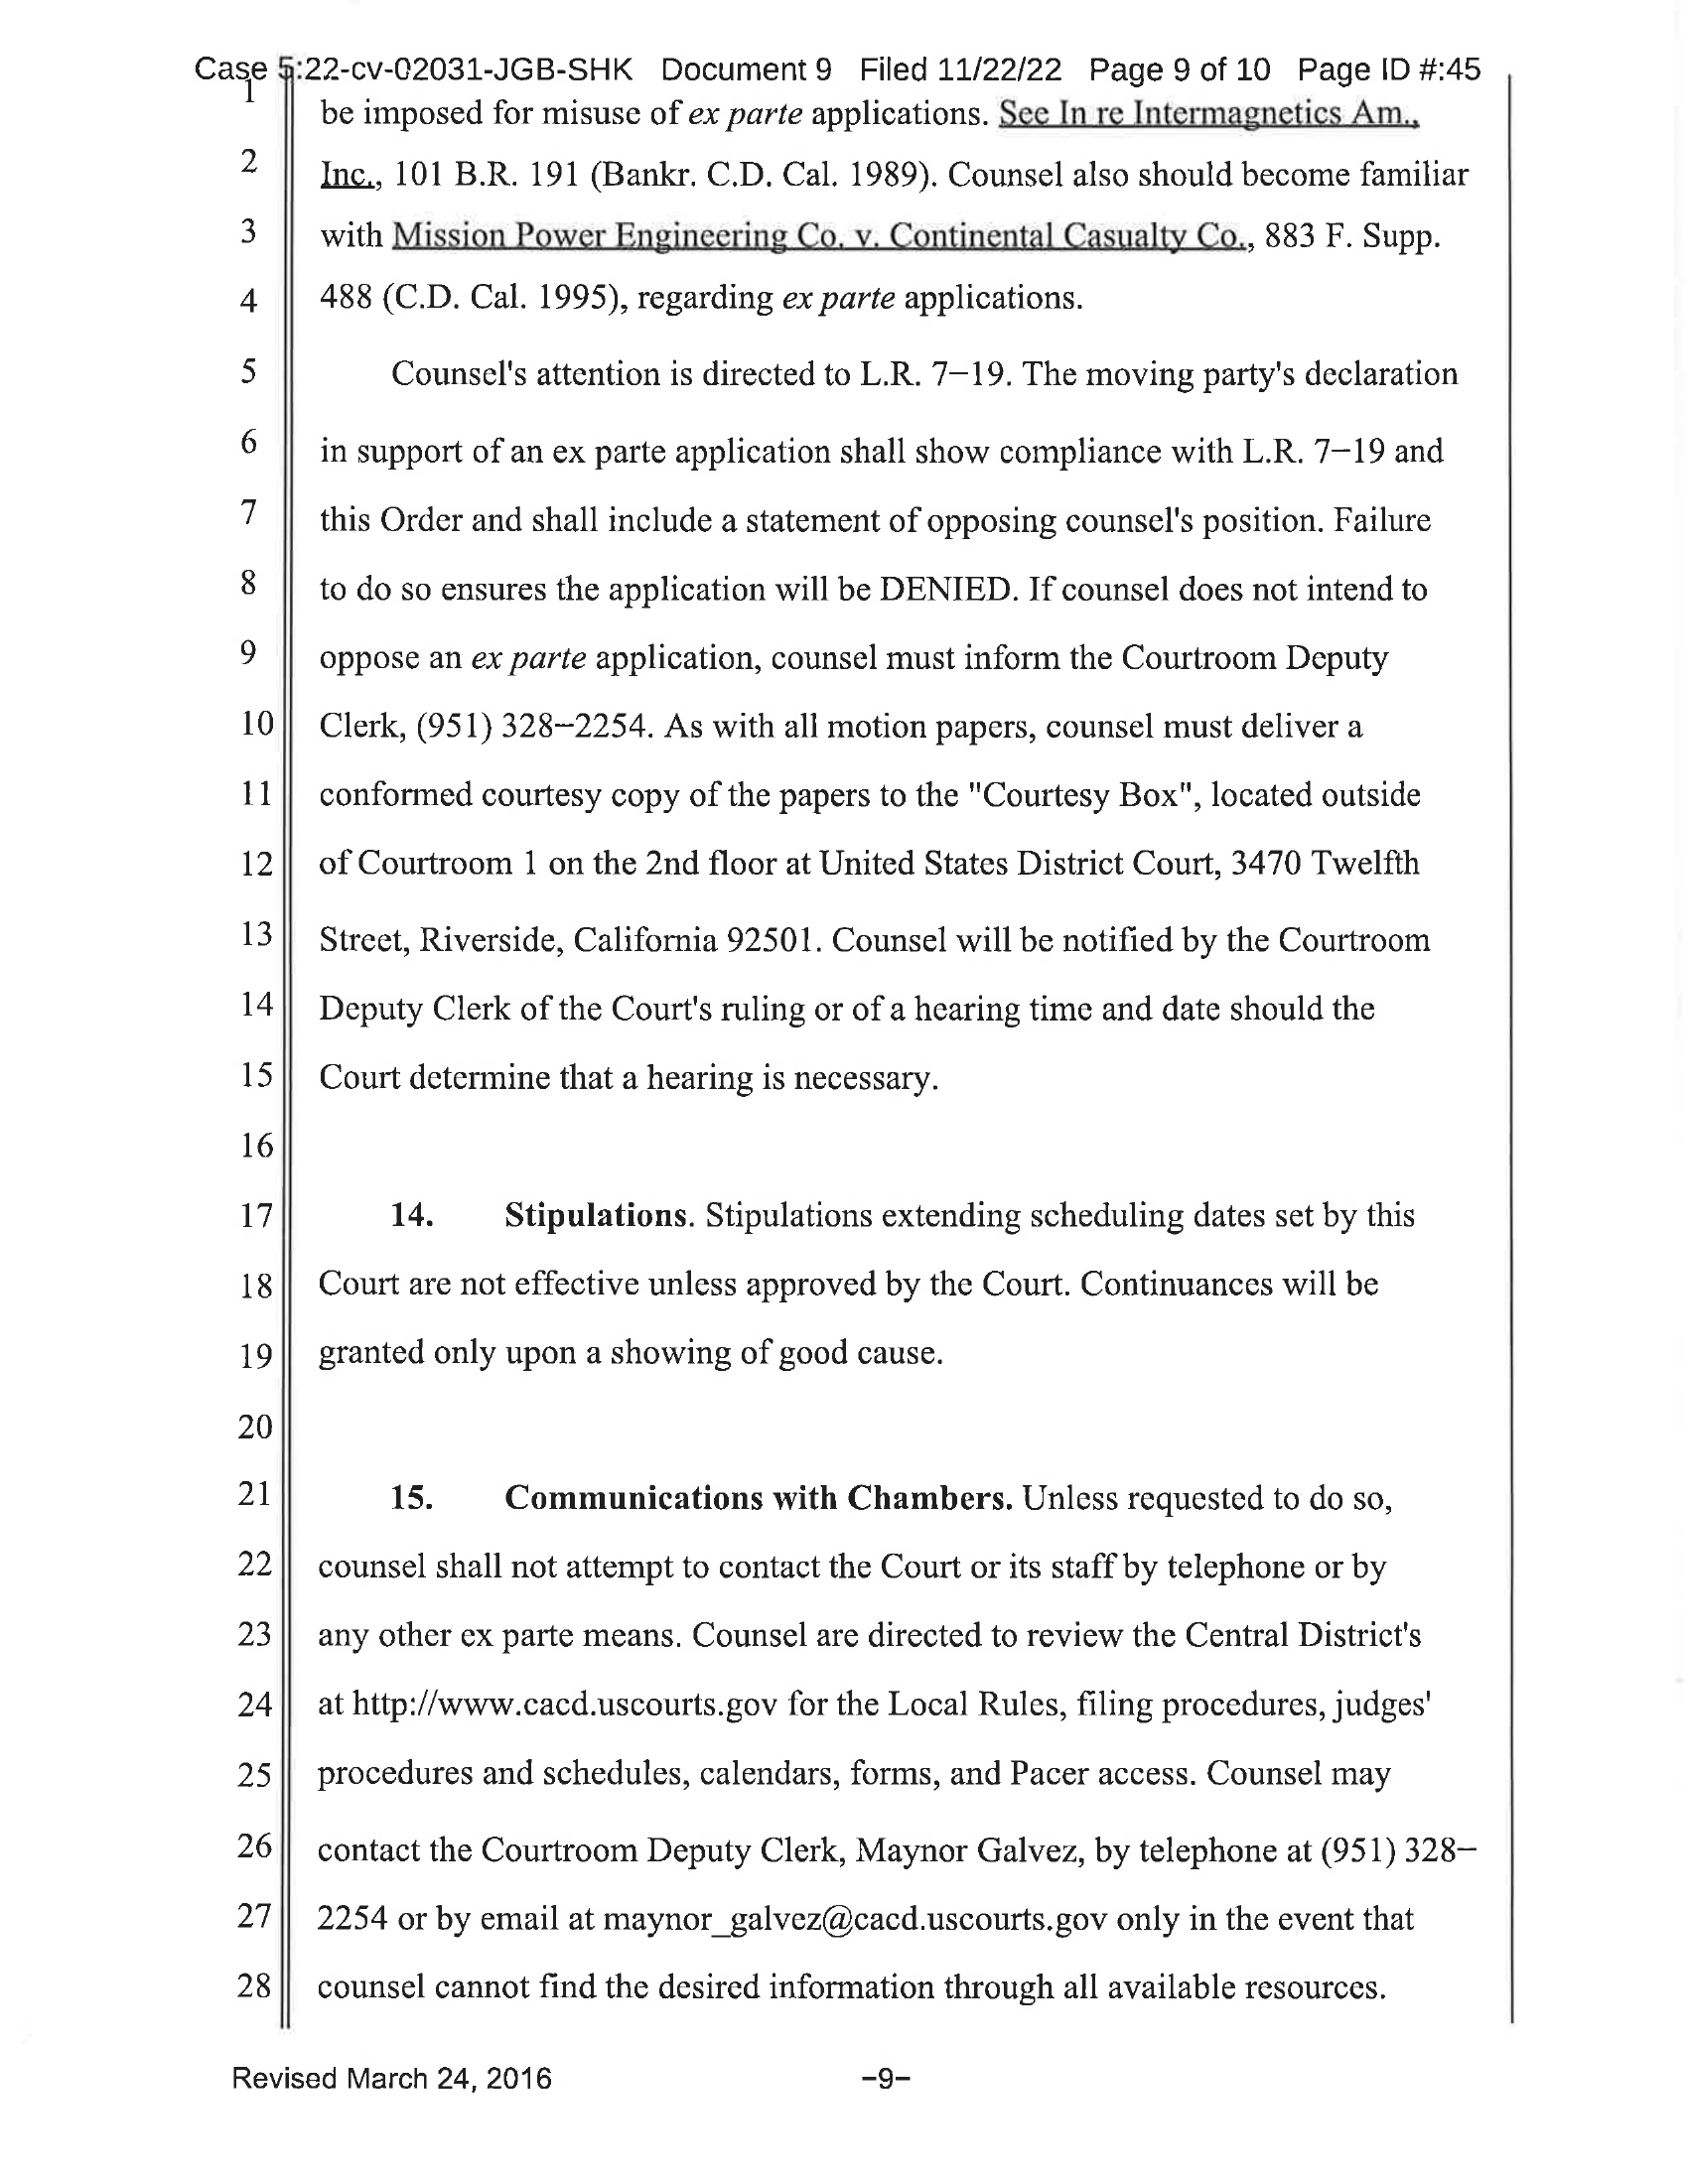 Case 5:22-cv-02031-JGB-SHK Document 9 Filed 11/22/22 Page 9 of 10 Page ID #:45
1 be imposed for misuse of ex parte applications. See In re Intermagnetics Am.,
2 Inc., 101 B.R. 191 (Bankr. C.D. Cal. 1989). Counsel also should become familiar
3 with Mission Power Engineering Co. v. Continental Casualty Co., 883 F. Supp.
4 488 (C.D. Cal. 1995), regarding ex parte applications.
5 Counsel's attention is directed to L.R. 7–19. The moving party's declaration
6 in support of an ex parte application shall show compliance with L.R. 7–19 and
7 this Order and shall include a statement of opposing counsel's position. Failure
8 to do so ensures the application will be DENIED. If counsel does not intend to
9 oppose an ex parte application, counsel must inform the Courtroom Deputy
10 Clerk, (951) 328–2254. As with all motion papers, counsel must deliver a
11 conformed courtesy copy of the papers to the "Courtesy Box", located outside
12 of Courtroom 1 on the 2nd floor at United States District Court, 3470 Twelfth
13 Street, Riverside, California 92501. Counsel will be notified by the Courtroom
14 Deputy Clerk of the Court's ruling or of a hearing time and date should the
15 Court determine that a hearing is necessary.
16
17 14. Stipulations. Stipulations extending scheduling dates set by this
18 Court are not effective unless approved by the Court. Continuances will be
19 granted only upon a showing of good cause.
20
21 15. Communications with Chambers. Unless requested to do so,
22 counsel shall not attempt to contact the Court or its staff by telephone or by
23 any other ex parte means. Counsel are directed to review the Central District's
24 at http://www.cacd.uscourts.gov for the Local Rules, filing procedures, judges'
25 procedures and schedules, calendars, forms, and Pacer access. Counsel may
26 contact the Courtroom Deputy Clerk, Maynor Galvez, by telephone at (951) 328–
27 2254 or by email at maynor_galvez@cacd.uscourts.gov only in the event that
28 counsel cannot find the desired information through all available resources.
Revised March 24, 2016 –9–